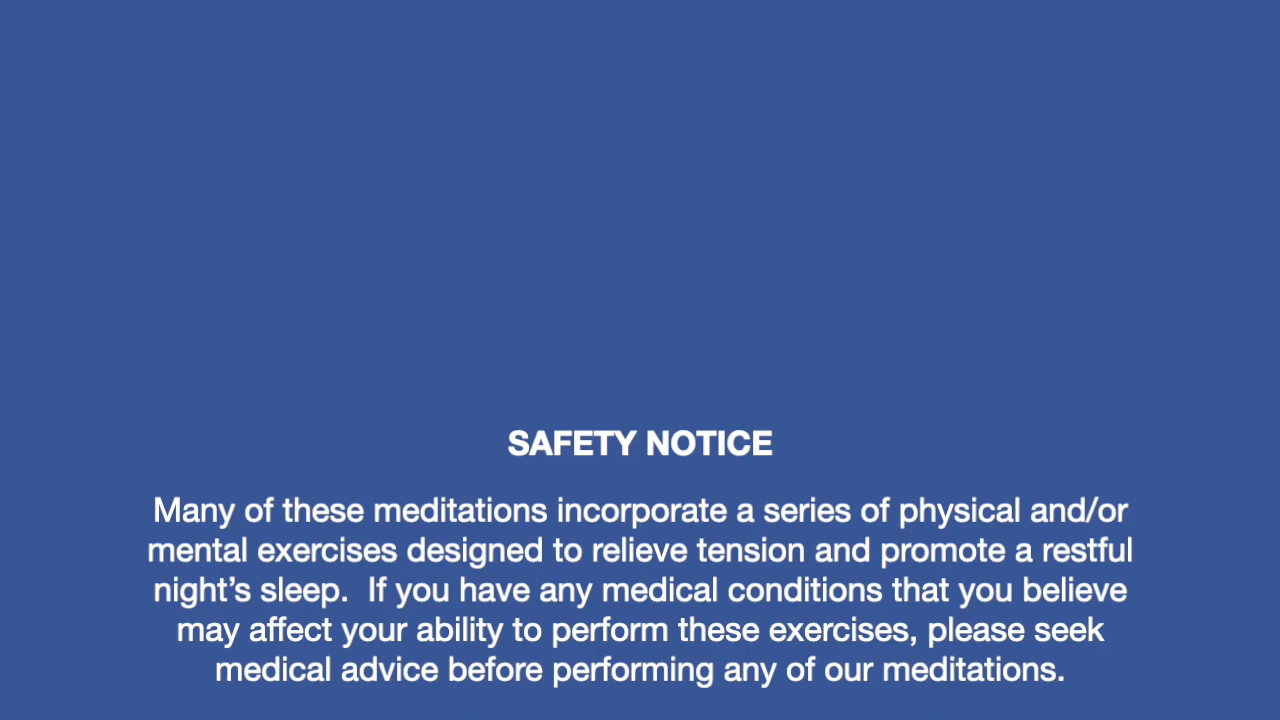 SAFETY NOTICE
Many of these meditations incorporate a series of physical and/or
mental exercises designed to relieve tension and promote a restful
night’s sleep.  If you have any medical conditions that you believe
may affect your ability to perform these exercises, please seek
medical advice before performing any of our meditations.